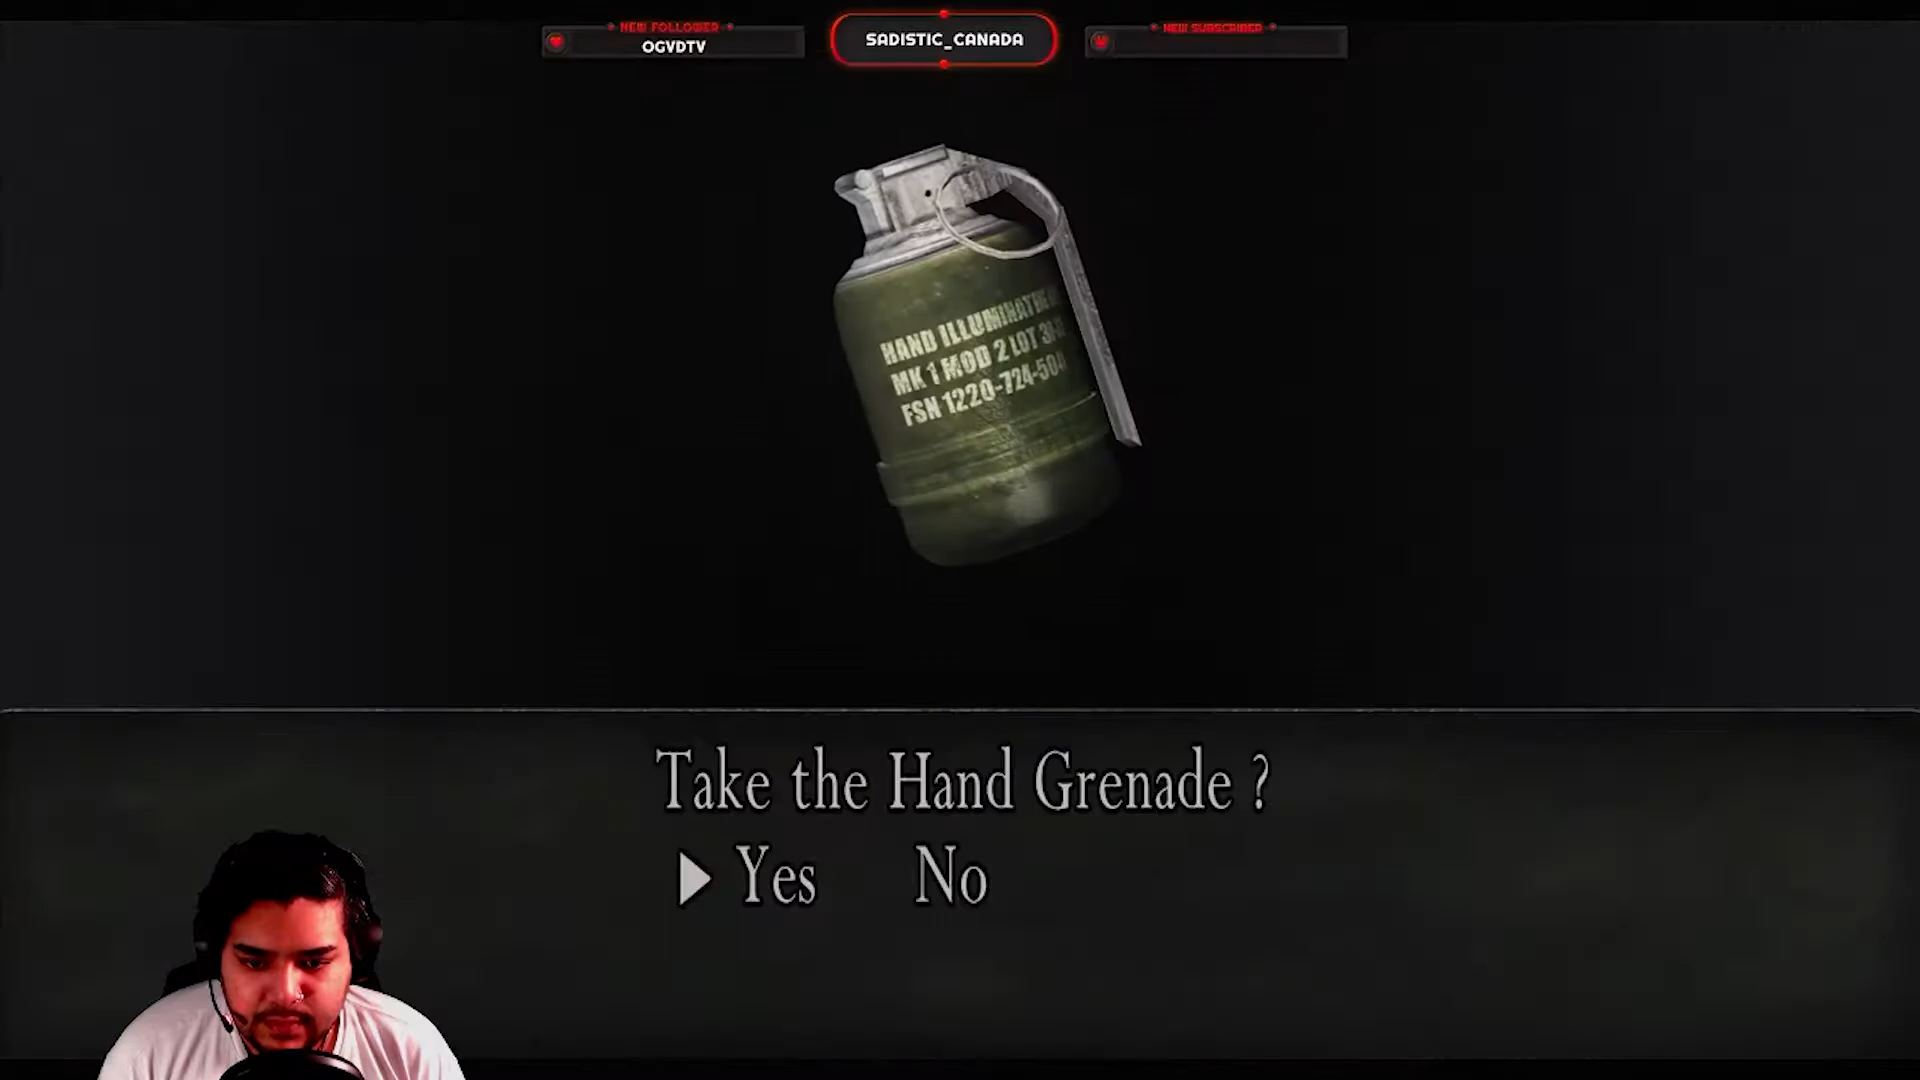 NEW FOLLOWER
OGVDTV
SADISTIC_CANADA
NEW SUBSCRIBER
HAND ILLUMINATION
MK 1 MOD 2 LOT
FSN 1220-724-504
Take the Hand Grenade ?
Yes No